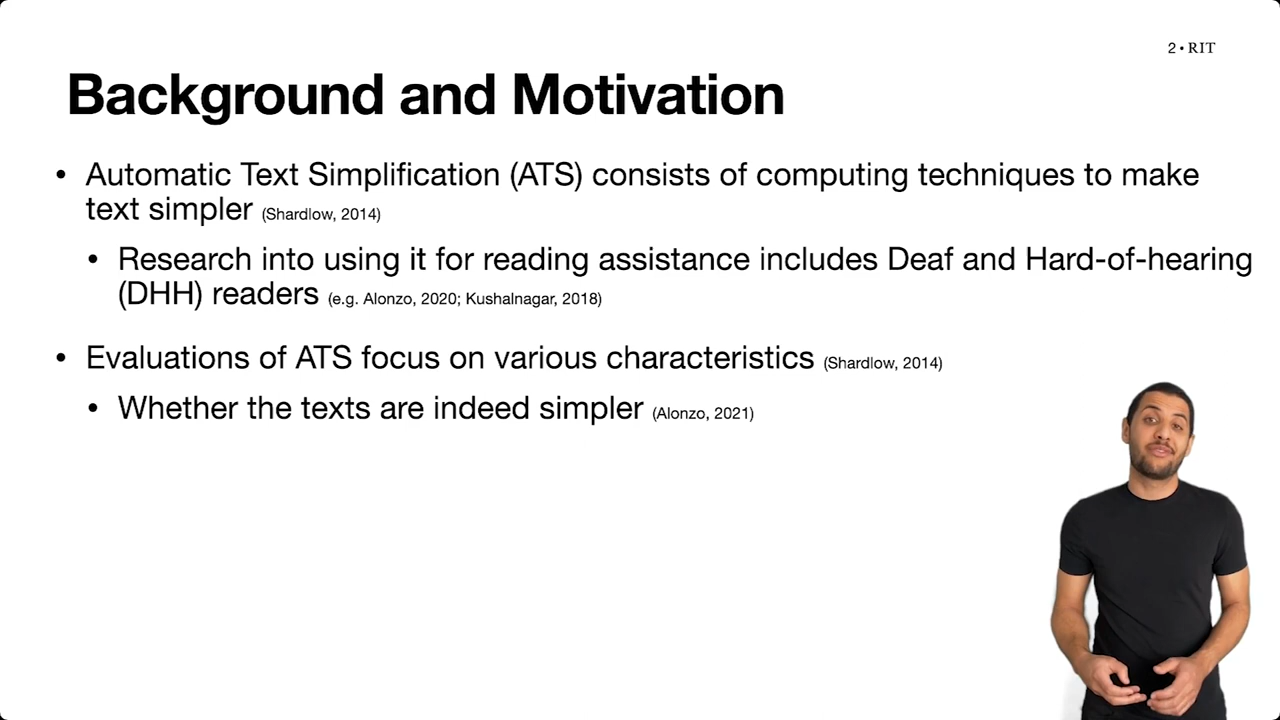 2 • RIT
Background and Motivation
• Automatic Text Simplification (ATS) consists of computing techniques to make
text simpler (Shardlow, 2014)
• Research into using it for reading assistance includes Deaf and Hard-of-hearing
(DHH) readers (e.g. Alonzo, 2020; Kushalnagar, 2018)
• Evaluations of ATS focus on various characteristics (Shardlow, 2014)
• Whether the texts are indeed simpler (Alonzo, 2021)